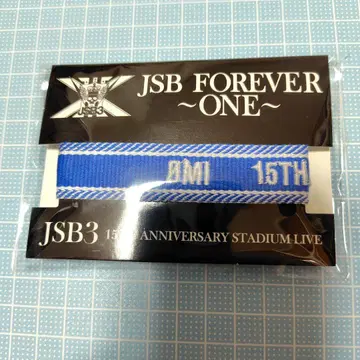 JSB FOREVER
~ONE~
ØMI 15TH
JSB3 ANNIVERSARY STADIUM LIVE